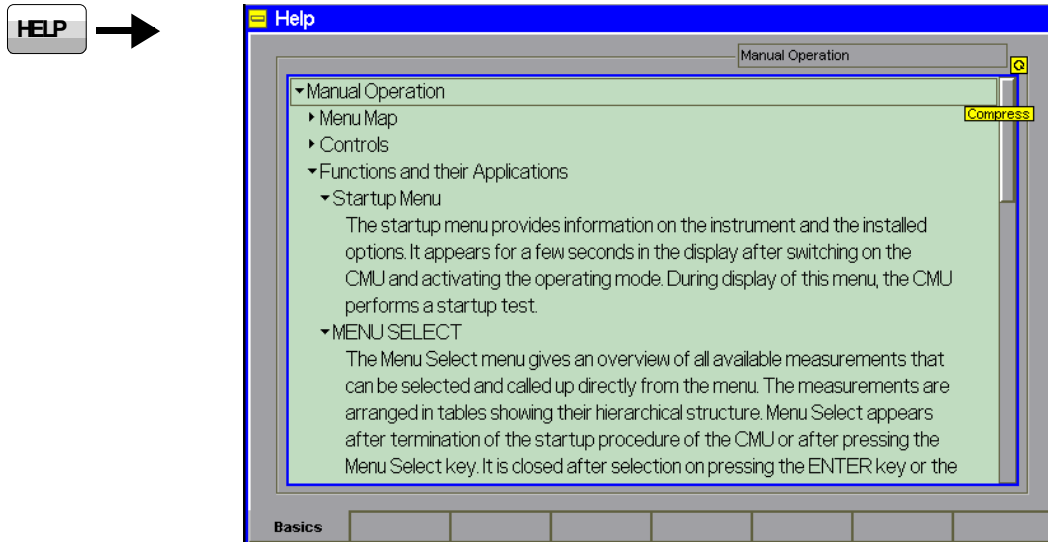 HELP
Help
Manual Operation
Manual Operation
Compress
Menu Map
Controls
Functions and their Applications
Startup Menu
The startup menu provides information on the instrument and the installed
options. It appears for a few seconds in the display after switching on the
CMU and activating the operating mode. During display of this menu, the CMU
performs a startup test.
MENU SELECT
The Menu Select menu gives an overview of all available measurements that
can be selected and called up directly from the menu. The measurements are
arranged in tables showing their hierarchical structure. Menu Select appears
after termination of the startup procedure of the CMU or after pressing the
Menu Select key. It is closed after selection on pressing the ENTER key or the
Basics